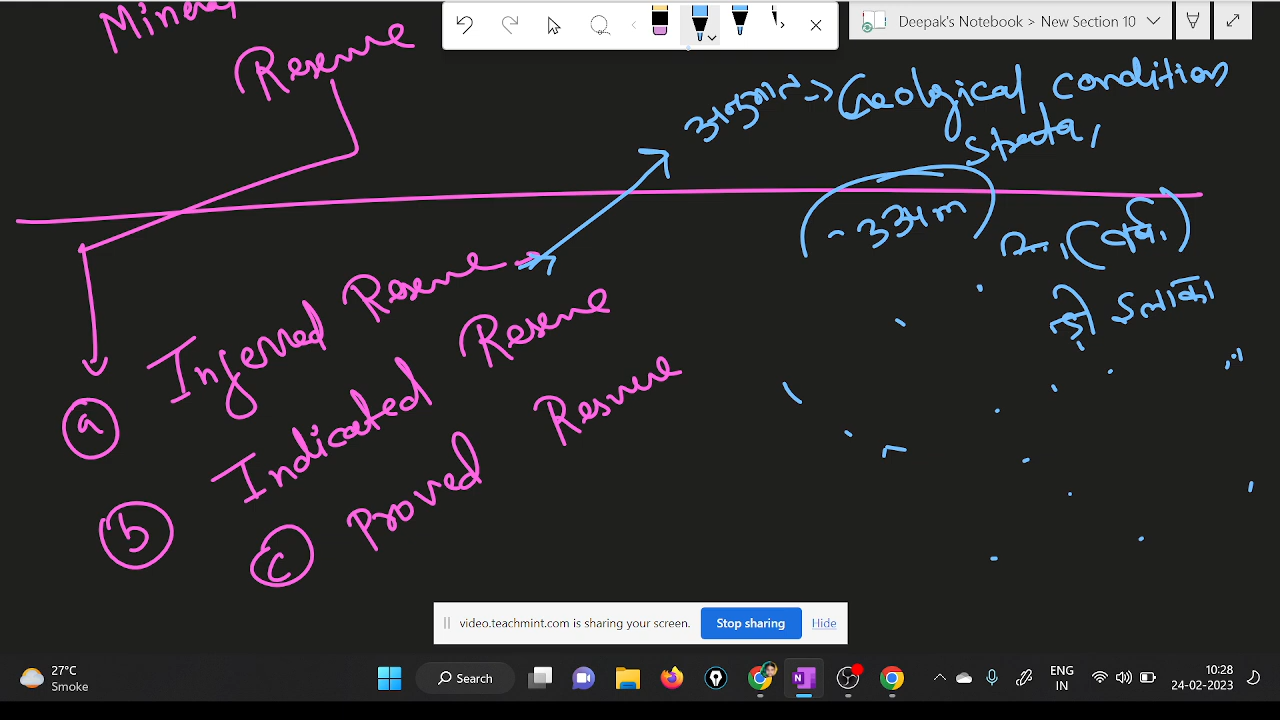 Mineral
Reserve
Deepak's Notebook > New Section 10
अनुमान → Geological condition
Strata,
(a) Inferred Reserve →
(b) Indicated Reserve
(c) Proved Reserve
video.teachmint.com is sharing your screen.
Stop sharing
Hide
27°C
Smoke
Search
ENG
IN
10:28
24-02-2023